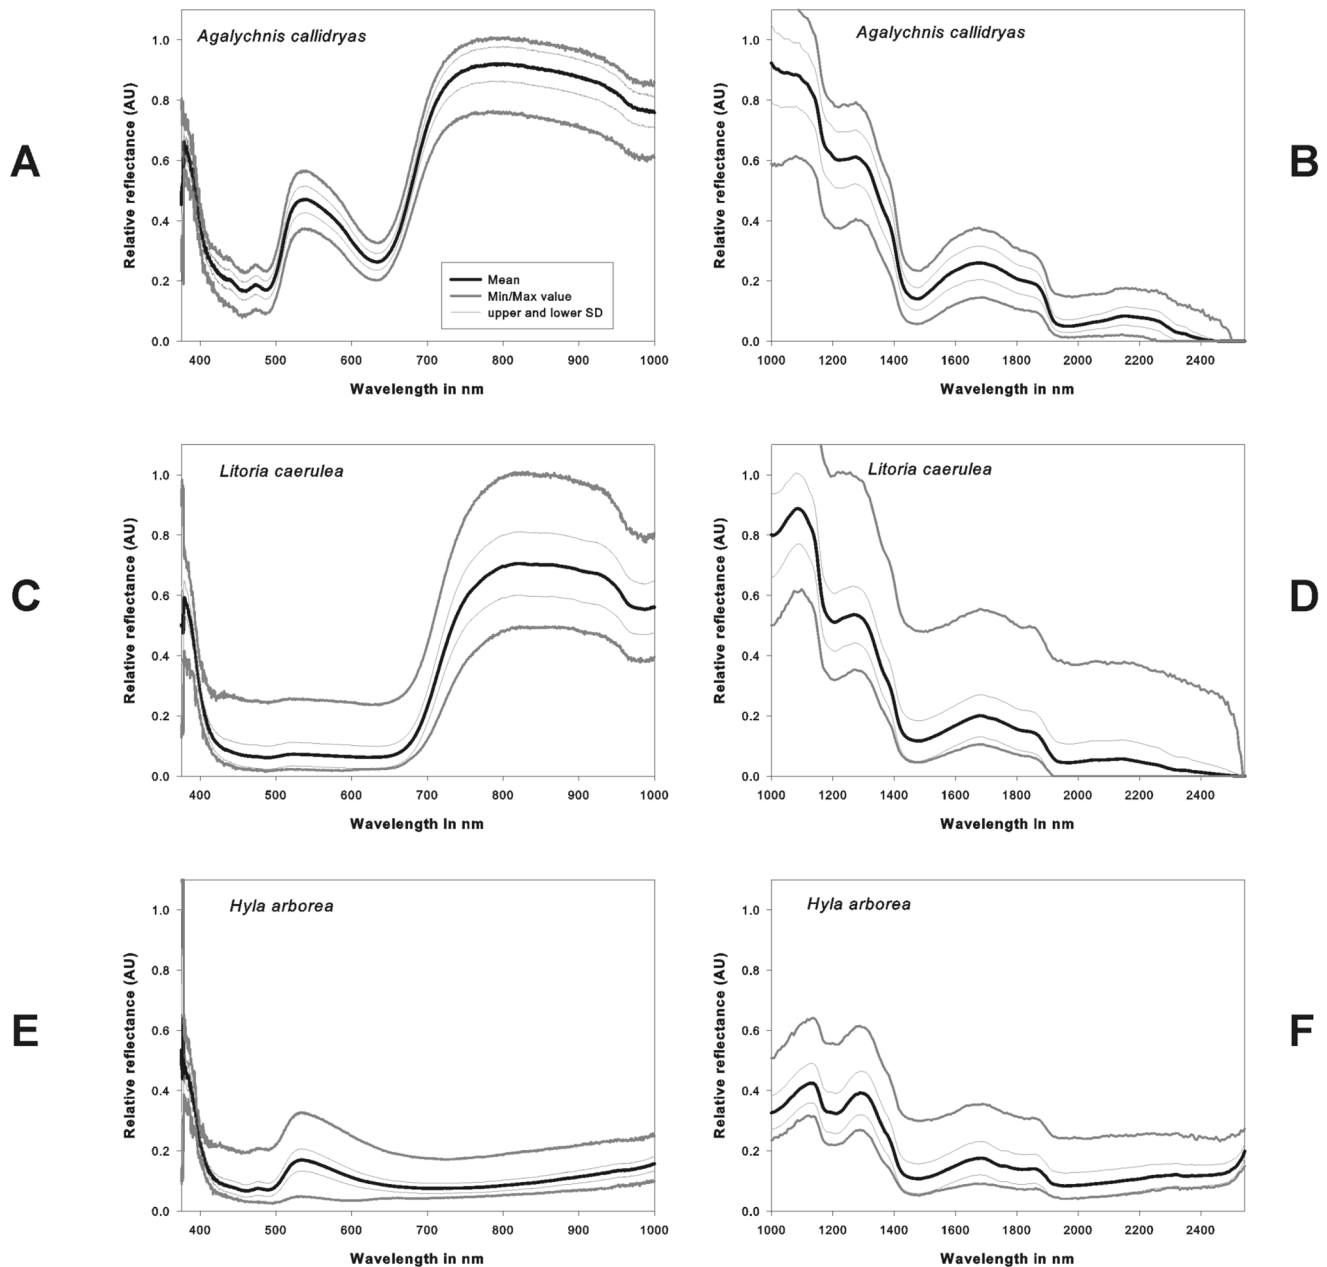 A
Agalychnis callidryas
Relative reflectance (AU)
1.0
0.8
0.6
0.4
0.2
0.0
Mean
Min/Max value
upper and lower SD
400 500 600 700 800 900 1000
Wavelength in nm
Agalychnis callidryas
Relative reflectance (AU)
1.0
0.8
0.6
0.4
0.2
0.0
1000 1200 1400 1600 1800 2000 2200 2400
Wavelength in nm
B
C
Litoria caerulea
Relative reflectance (AU)
1.0
0.8
0.6
0.4
0.2
0.0
400 500 600 700 800 900 1000
Wavelength in nm
Litoria caerulea
Relative reflectance (AU)
1.0
0.8
0.6
0.4
0.2
0.0
1000 1200 1400 1600 1800 2000 2200 2400
Wavelength in nm
D
E
Hyla arborea
Relative reflectance (AU)
1.0
0.8
0.6
0.4
0.2
0.0
400 500 600 700 800 900 1000
Wavelength in nm
Hyla arborea
Relative reflectance (AU)
1.0
0.8
0.6
0.4
0.2
0.0
1000 1200 1400 1600 1800 2000 2200 2400
Wavelength in nm
F